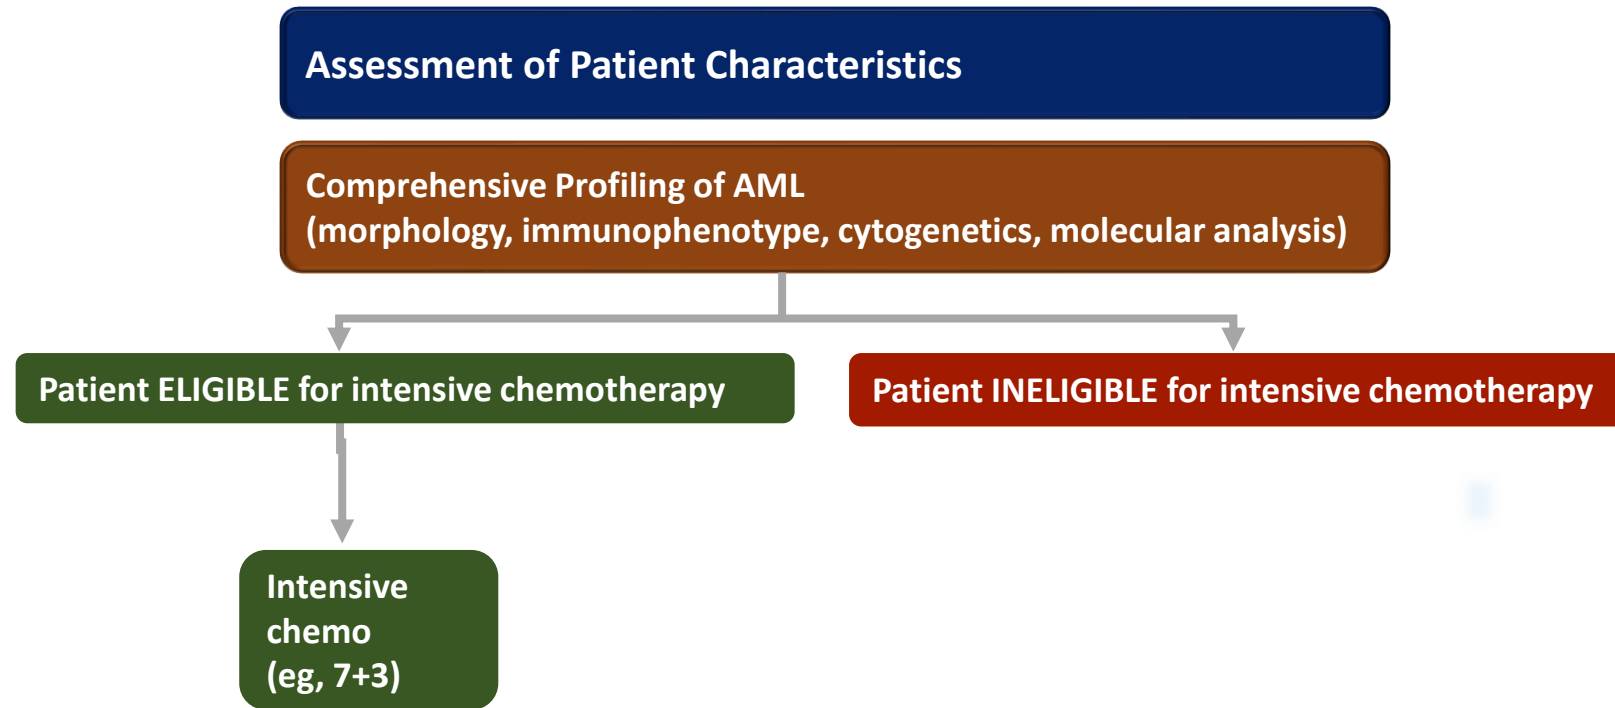 Assessment of Patient Characteristics
Comprehensive Profiling of AML
(morphology, immunophenotype, cytogenetics, molecular analysis)
Patient ELIGIBLE for intensive chemotherapy
Patient INELIGIBLE for intensive chemotherapy
Intensive
chemo
(eg, 7+3)